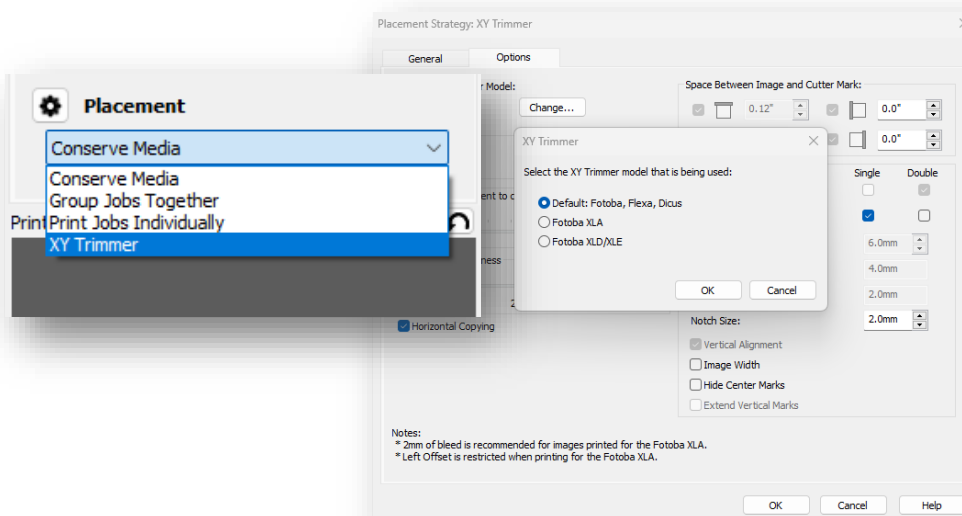 Placement Strategy: XY Trimmer
General
Options
Model:
Change...
Space Between Image and Cutter Mark:
0.12"
0.0"
0.0"
Placement
Conserve Media
Conserve Media
Group Jobs Together
Print Jobs Individually
XY Trimmer
Print
XY Trimmer
Select the XY Trimmer model that is being used:
Default: Fotoba, Flexa, Dicus
Fotoba XLA
Fotoba XLD/XLE
OK
Cancel
Single
Double
6.0mm
4.0mm
2.0mm
Notch Size:
2.0mm
Horizontal Copying
Vertical Alignment
Image Width
Hide Center Marks
Extend Vertical Marks
Notes:
* 2mm of bleed is recommended for images printed for the Fotoba XLA.
* Left Offset is restricted when printing for the Fotoba XLA.
OK
Cancel
Help